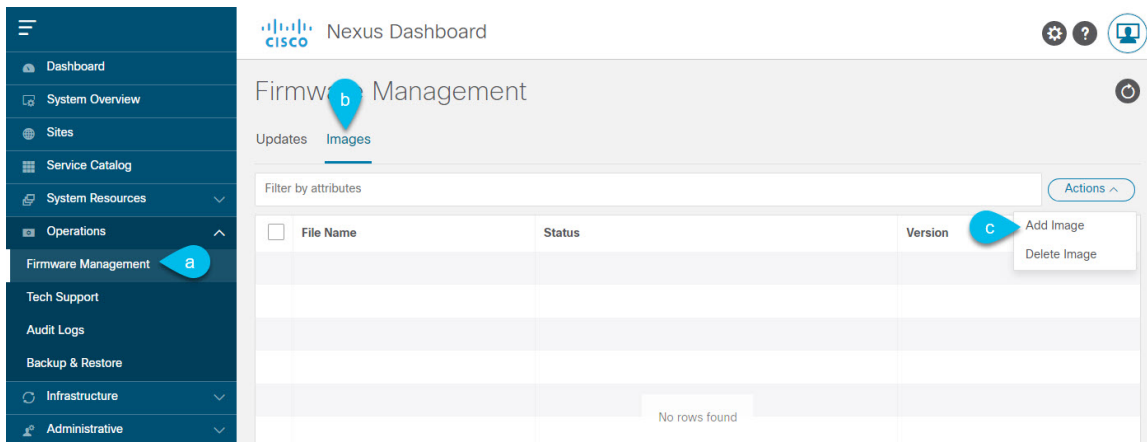 Dashboard
System Overview
Sites
Service Catalog
System Resources
Operations
Firmware Management
a
Tech Support
Audit Logs
Backup & Restore
Infrastructure
Administrative
CISCO
Nexus Dashboard
?
Firmware Management
b
Updates Images
Filter by attributes
Actions
File Name Status Version
c
Add Image
Delete Image
No rows found